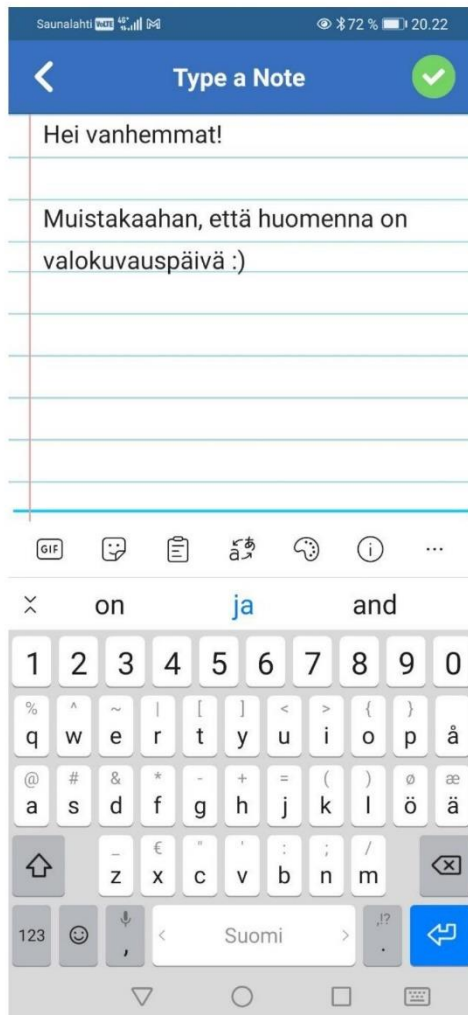 Saunalahti VoLTE 4G+ 72 % 20.22
Type a Note
Hei vanhemmat!
Muistakaahan, että huomenna on
valokuvauspäivä :)
GIF ...
on ja and
1 2 3 4 5 6 7 8 9 0
% ^ ~ | [ ] < > { }
q w e r t y u i o p å
@ # & * - + = ( ) ø æ
a s d f g h j k l ö ä
_ € " ' : ; /
z x c v b n m
123 , < Suomi > ,!? .